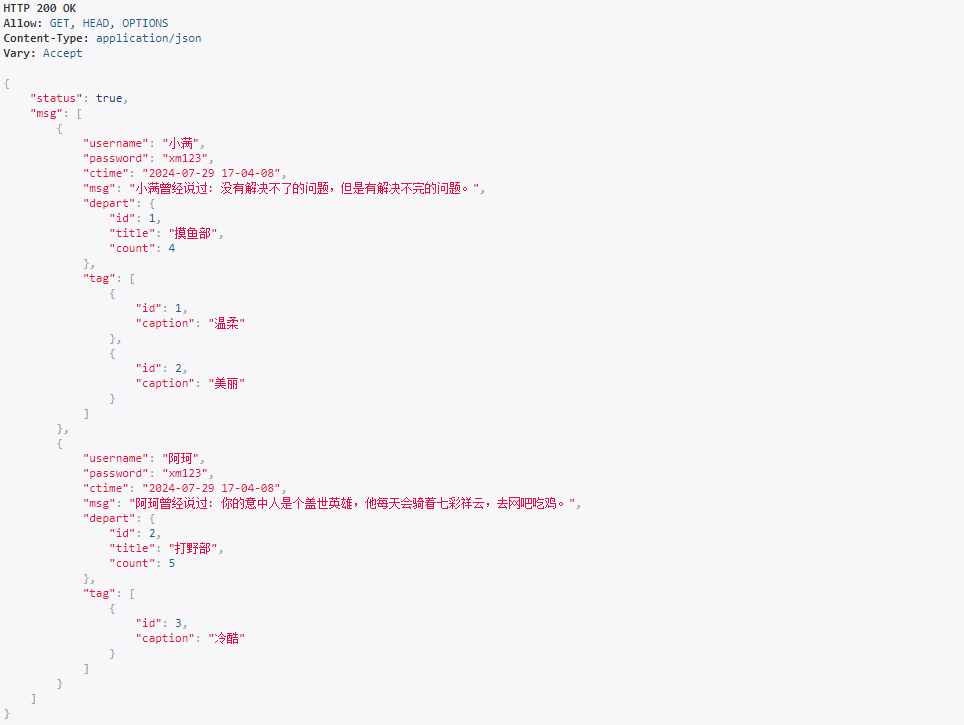 HTTP 200 OK
Allow: GET, HEAD, OPTIONS
Content-Type: application/json
Vary: Accept
{
"status": true,
"msg": [
{
"username": "小满",
"password": "xm123",
"ctime": "2024-07-29 17-04-08",
"msg": "小满曾经说过: 没有解决不了的问题，但是有解决不完的问题。",
"depart": {
"id": 1,
"title": "摸鱼部",
"count": 4
},
"tag": [
{
"id": 1,
"caption": "温柔"
},
{
"id": 2,
"caption": "美丽"
}
]
},
{
"username": "阿珂",
"password": "xm123",
"ctime": "2024-07-29 17-04-08",
"msg": "阿珂曾经说过: 你的意中人是个盖世英雄，他每天会骑着七彩祥云，去网吧吃鸡。",
"depart": {
"id": 2,
"title": "打野部",
"count": 5
},
"tag": [
{
"id": 3,
"caption": "冷酷"
}
]
}
]
}